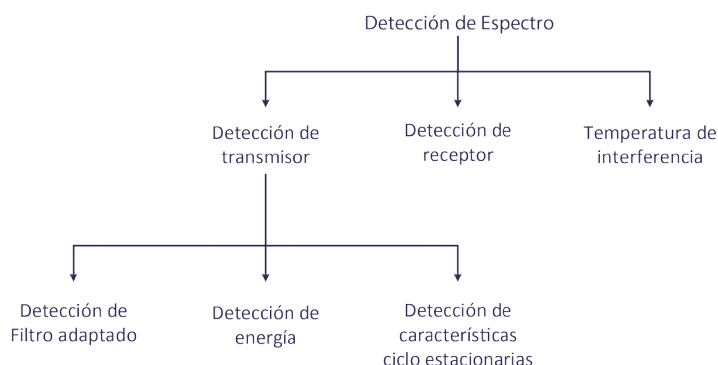 Detección de Espectro
Detección de
transmisor
Detección de
receptor
Temperatura de
interferencia
Detección de
Filtro adaptado
Detección de
energía
Detección de
características
ciclo estacionarias